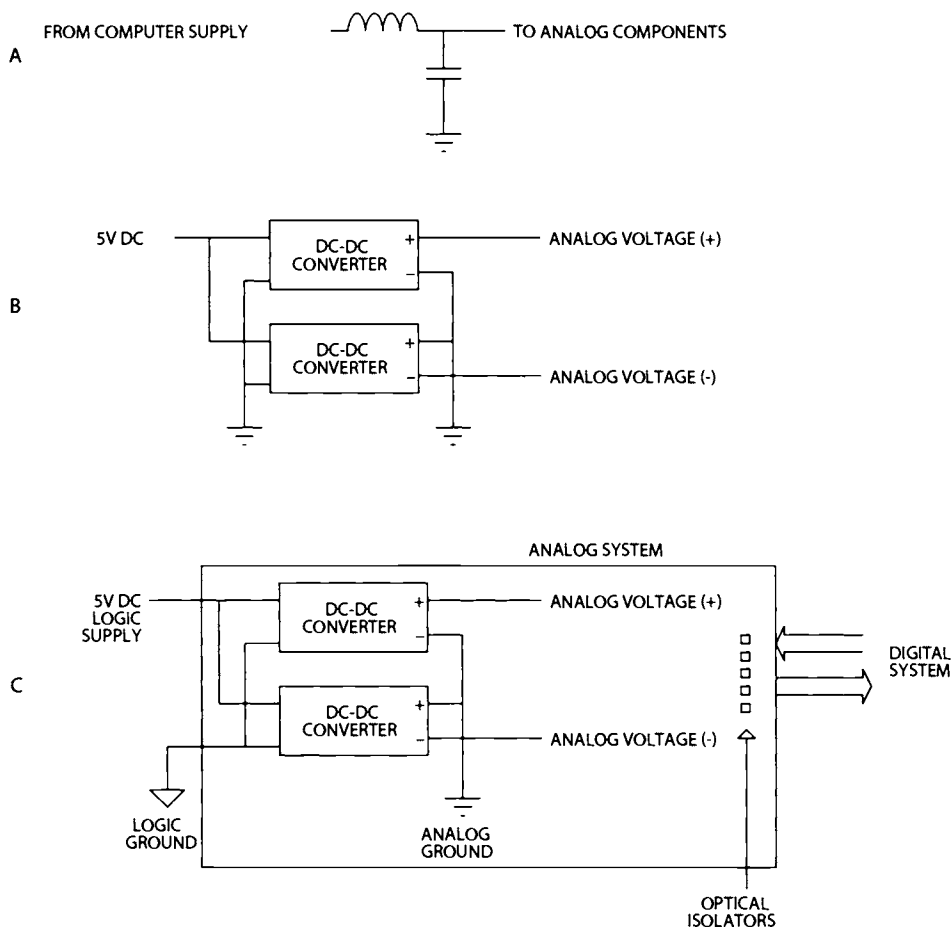 FROM COMPUTER SUPPLY
TO ANALOG COMPONENTS
A
5V DC
DC-DC
CONVERTER
+
−
ANALOG VOLTAGE (+)
B
DC-DC
CONVERTER
+
−
ANALOG VOLTAGE (-)
ANALOG SYSTEM
5V DC
LOGIC
SUPPLY
DC-DC
CONVERTER
+
−
ANALOG VOLTAGE (+)
DIGITAL
SYSTEM
C
DC-DC
CONVERTER
+
−
ANALOG VOLTAGE (-)
LOGIC
GROUND
ANALOG
GROUND
OPTICAL
ISOLATORS